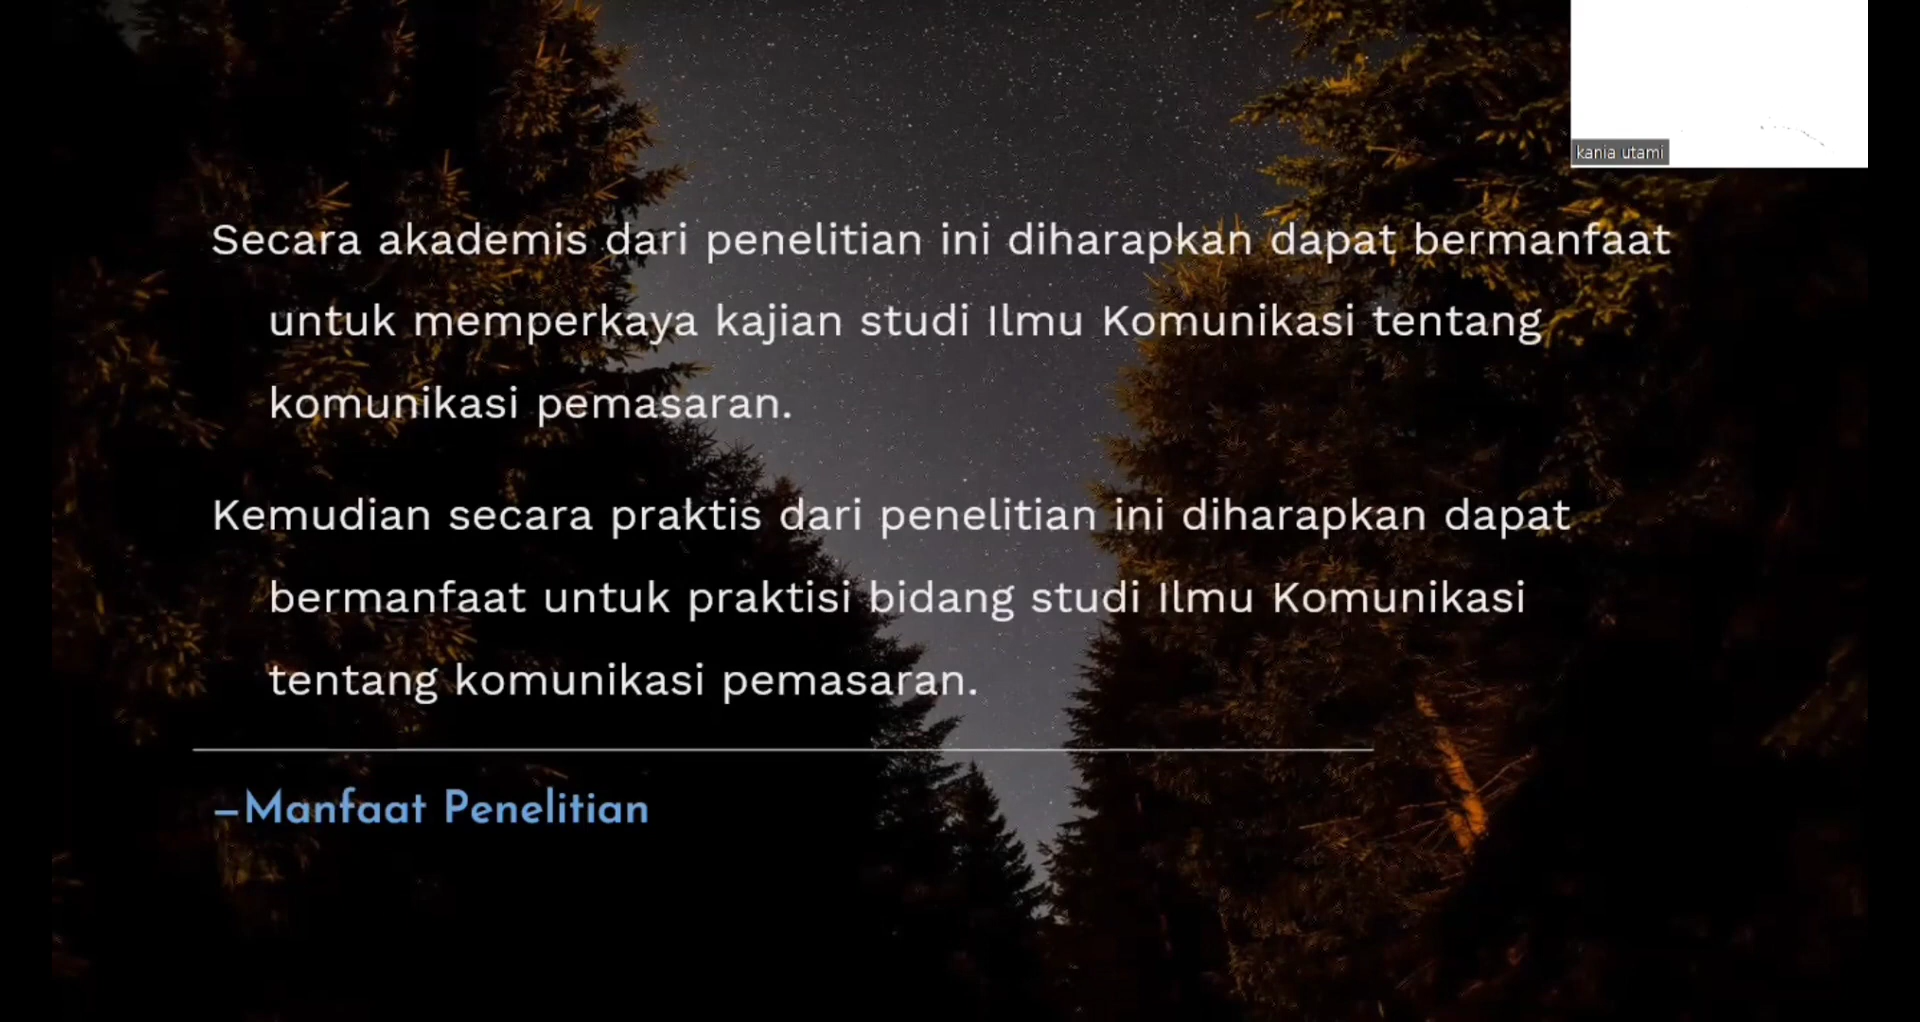 kania utami
Secara akademis dari penelitian ini diharapkan dapat bermanfaat
untuk memperkaya kajian studi Ilmu Komunikasi tentang
komunikasi pemasaran.
Kemudian secara praktis dari penelitian ini diharapkan dapat
bermanfaat untuk praktisi bidang studi Ilmu Komunikasi
tentang komunikasi pemasaran.
—Manfaat Penelitian